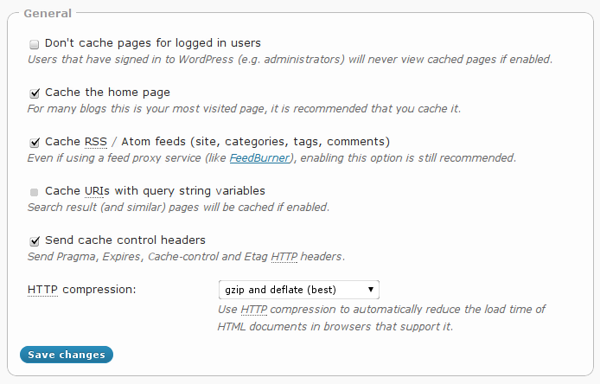 General
Don't cache pages for logged in users
Users that have signed in to WordPress (e.g. administrators) will never view cached pages if enabled.
Cache the home page
For many blogs this is your most visited page, it is recommended that you cache it.
Cache RSS / Atom feeds (site, categories, tags, comments)
Even if using a feed proxy service (like FeedBurner), enabling this option is still recommended.
Cache URIs with query string variables
Search result (and similar) pages will be cached if enabled.
Send cache control headers
Send Pragma, Expires, Cache-control and Etag HTTP headers.
HTTP compression: gzip and deflate (best)
Use HTTP compression to automatically reduce the load time of
HTML documents in browsers that support it.
Save changes